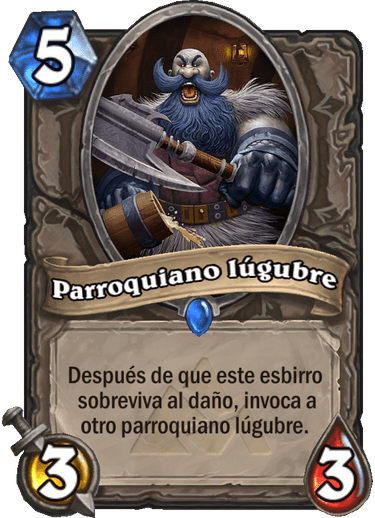 5
Parroquiano lúgubre
Después de que este esbirro
sobreviva al daño, invoca a
otro parroquiano lúgubre.
3
3